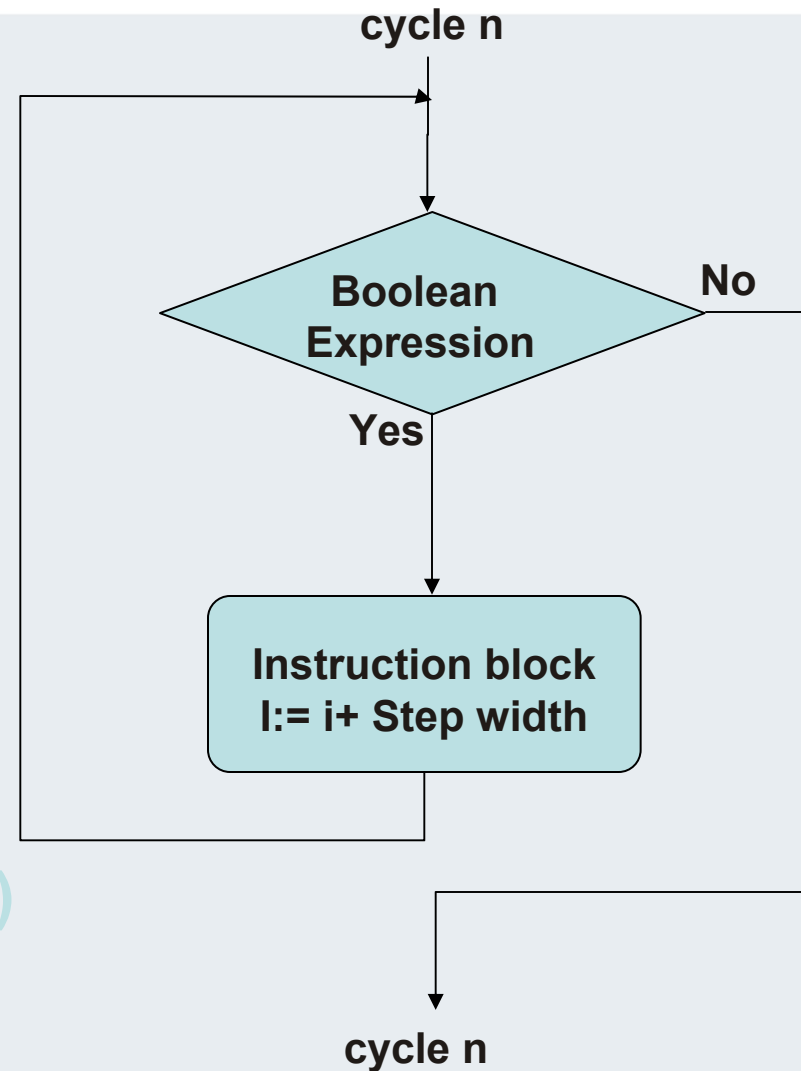 cycle n
Boolean
Expression
No
Yes
Instruction block
I:= i+ Step width
)
cycle n